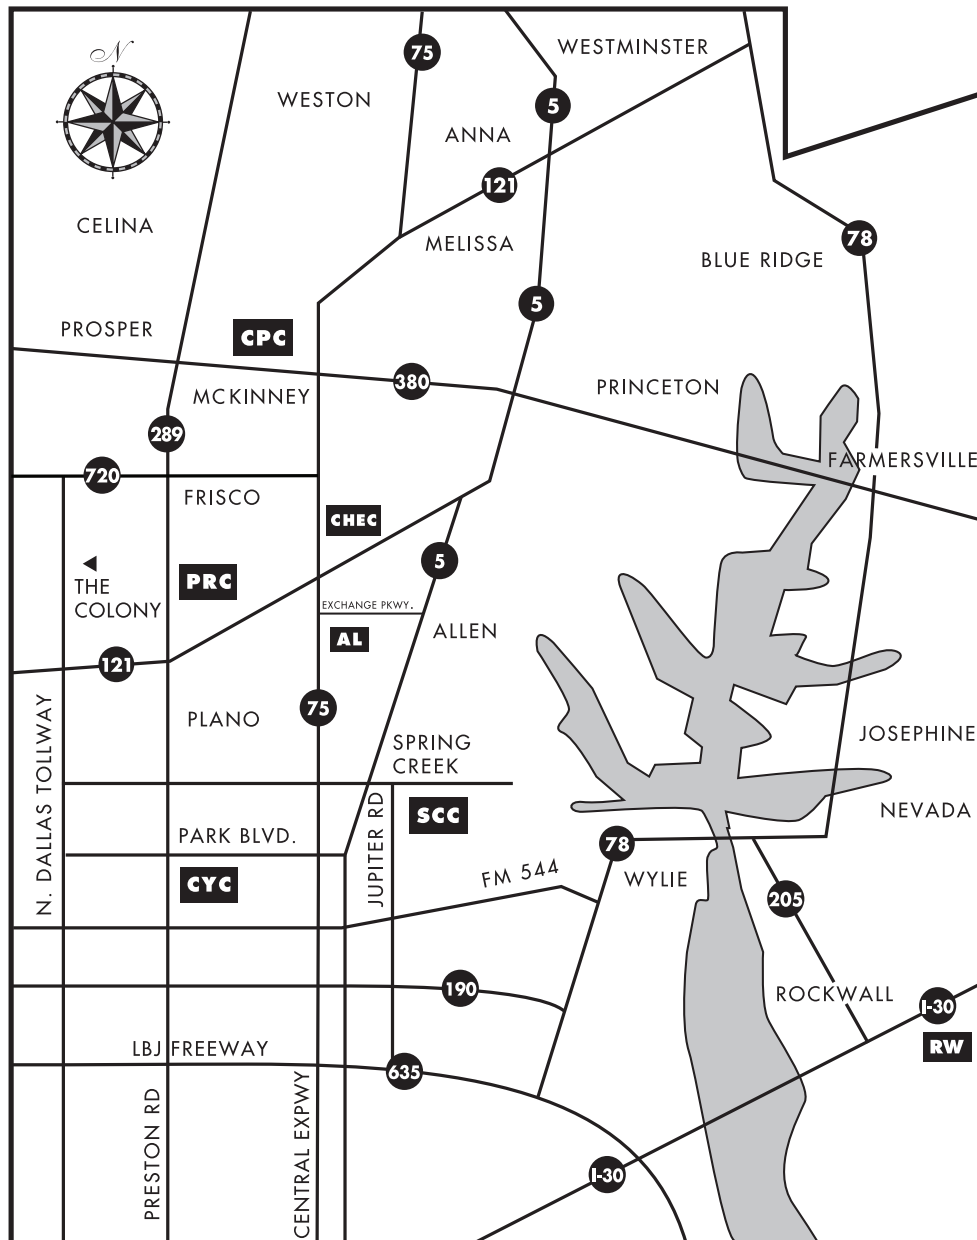 N
75
WESTMINSTER
WESTON
5
ANNA
121
CELINA
MELISSA
78
BLUE RIDGE
5
PROSPER
CPC
380
PRINCETON
MCKINNEY
289
FARMERSVILLE
720
FRISCO
CHEC
5
THE
COLONY
PRC
EXCHANGE PKWY.
AL
ALLEN
121
75
PLANO
N. DALLAS TOLLWAY
SPRING
CREEK
JOSEPHINE
SCC
NEVADA
PARK BLVD.
JUPITER RD
78
CYC
FM 544
WYLIE
205
190
ROCKWALL
I-30
RW
LBJ FREEWAY
635
PRESTON RD
CENTRAL EXPWY
I-30